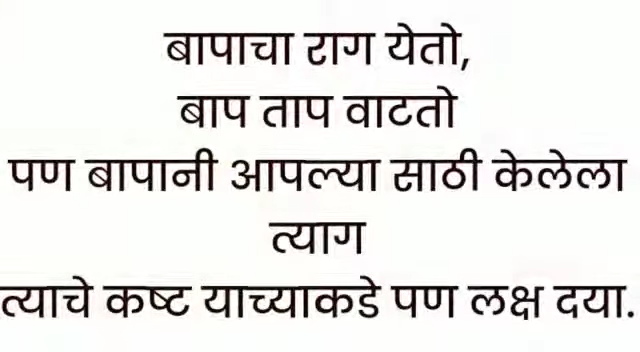 बापाचा राग येतो,
बाप ताप वाटतो
पण बापानी आपल्या साठी केलेला
त्याग
त्याचे कष्ट याच्याकडे पण लक्ष दया.